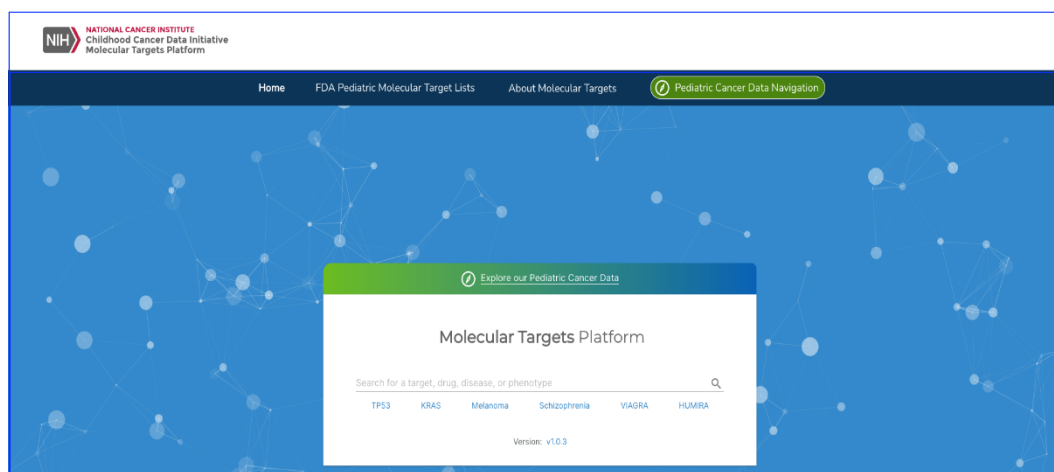 NIH
NATIONAL CANCER INSTITUTE
Childhood Cancer Data Initiative
Molecular Targets Platform
Home FDA Pediatric Molecular Target Lists About Molecular Targets Pediatric Cancer Data Navigation
Explore our Pediatric Cancer Data
Molecular Targets Platform
Search for a target, drug, disease, or phenotype
TP53 KRAS Melanoma Schizophrenia VIAGRA HUMIRA
Version: v1.0.3